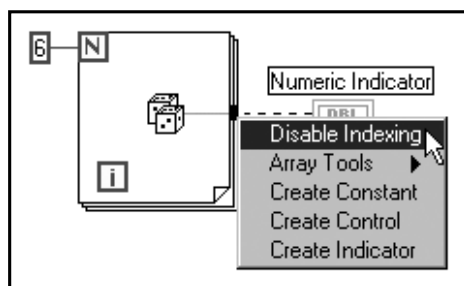 6 N
Numeric Indicator
DBL
i
Disable Indexing
Array Tools
Create Constant
Create Control
Create Indicator